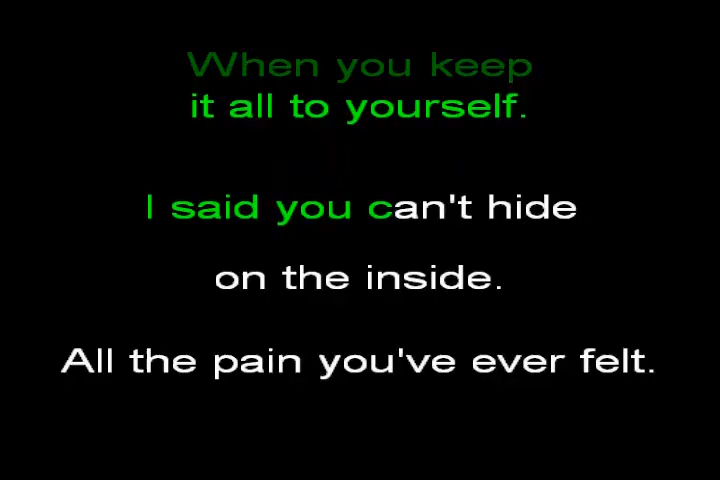 When you keep
it all to yourself.
I said you can't hide
on the inside.
All the pain you've ever felt.